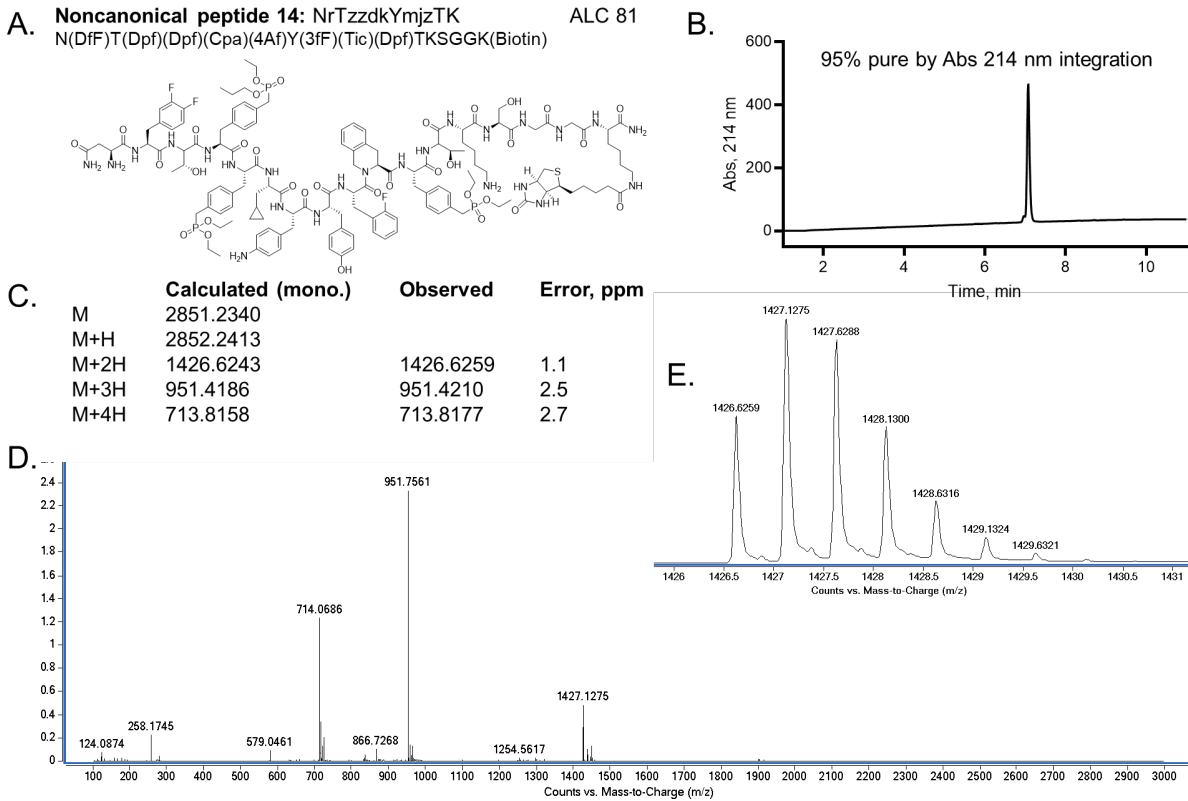 A.
Noncanonical peptide 14: NrTzzdkYmjzTK ALC 81
N(DfF)T(Dpf)(Dpf)(Cpa)(4Af)Y(3fF)(Tic)(Dpf)TKSGGK(Biotin)
B.
95% pure by Abs 214 nm integration
Abs, 214 nm
600
400
200
0
2 4 6 8 10
Time, min
C.
Calculated (mono.) Observed Error, ppm
M 2851.2340
M+H 2852.2413
M+2H 1426.6243 1426.6259 1.1
M+3H 951.4186 951.4210 2.5
M+4H 713.8158 713.8177 2.7
E.
1426.6259
1427.1275
1427.6288
1428.1300
1428.6316
1429.1324
1429.6321
1426 1426.5 1427 1427.5 1428 1428.5 1429 1429.5 1430 1430.5 1431
Counts vs. Mass-to-Charge (m/z)
D.
2.4
2.2
2
1.8
1.6
1.4
1.2
1
0.8
0.6
0.4
0.2
0
124.0874
258.1745
579.0461
714.0686
866.7268
951.7561
1254.5617
1427.1275
100 200 300 400 500 600 700 800 900 1000 1100 1200 1300 1400 1500 1600 1700 1800 1900 2000 2100 2200 2300 2400 2500 2600 2700 2800 2900 3000
Counts vs. Mass-to-Charge (m/z)